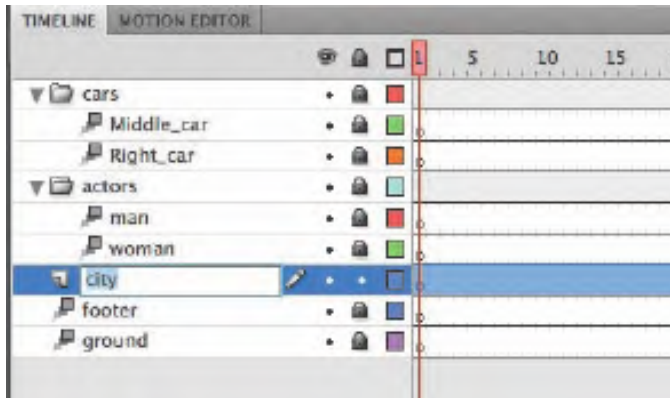 TIMELINE MOTION EDITOR
1 5 10 15
cars
Middle_car
Right_car
actors
man
woman
city
footer
ground